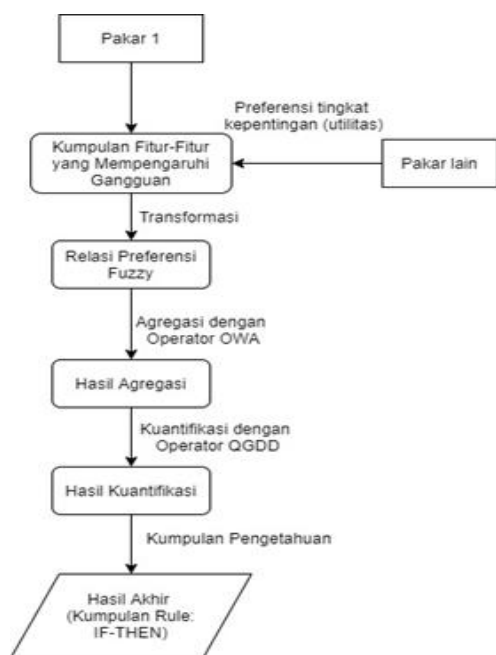 Pakar 1
Preferensi tingkat
kepentingan (utilitas)
Kumpulan Fitur-Fitur
yang Mempengaruhi
Gangguan
Pakar lain
Transformasi
Relasi Preferensi
Fuzzy
Agregasi dengan
Operator OWA
Hasil Agregasi
Kuantifikasi dengan
Operator QGDD
Hasil Kuantifikasi
Kumpulan Pengetahuan
Hasil Akhir
(Kumpulan Rule:
IF-THEN)